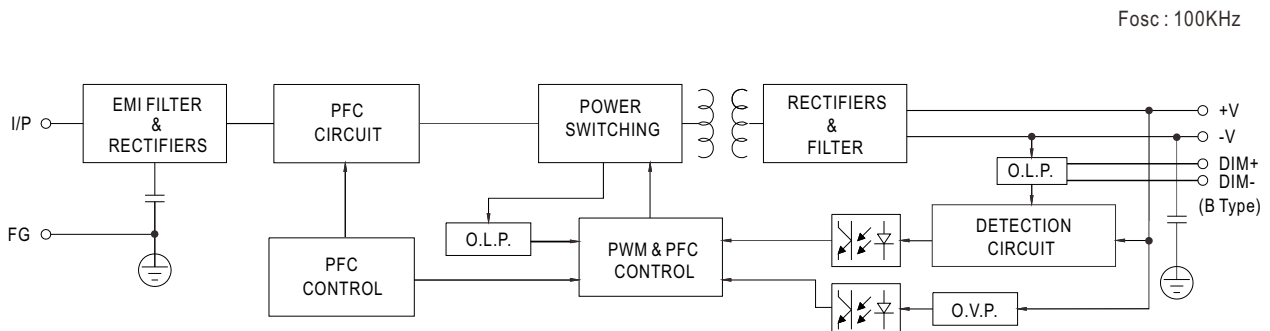 Fosc : 100KHz
I/P
EMI FILTER
&
RECTIFIERS
PFC
CIRCUIT
POWER
SWITCHING
RECTIFIERS
&
FILTER
+V
-V
DIM+
DIM-
(B Type)
O.L.P.
FG
O.L.P.
DETECTION
CIRCUIT
PFC
CONTROL
PWM & PFC
CONTROL
O.V.P.